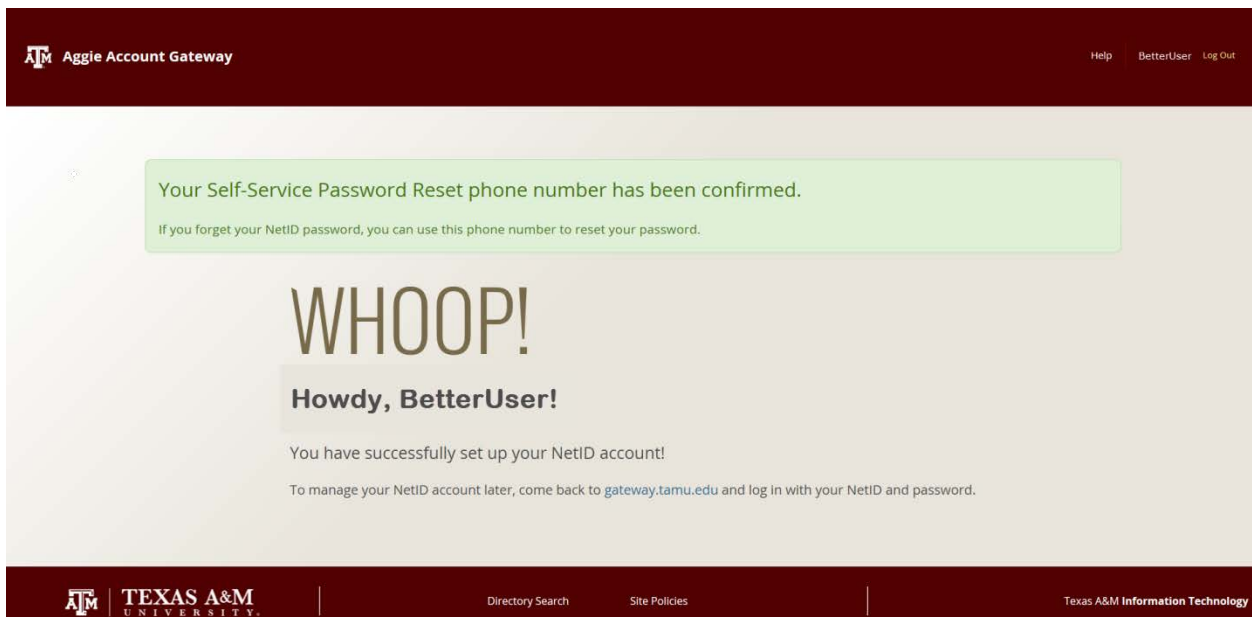 ĀM Aggie Account Gateway
Help BetterUser Log Out
Your Self-Service Password Reset phone number has been confirmed.
If you forget your NetID password, you can use this phone number to reset your password.
WHOOP!
Howdy, BetterUser!
You have successfully set up your NetID account!
To manage your NetID account later, come back to gateway.tamu.edu and log in with your NetID and password.
ATM TEXAS A&M
UNIVERSITY.
Directory Search Site Policies
Texas A&M Information Technology